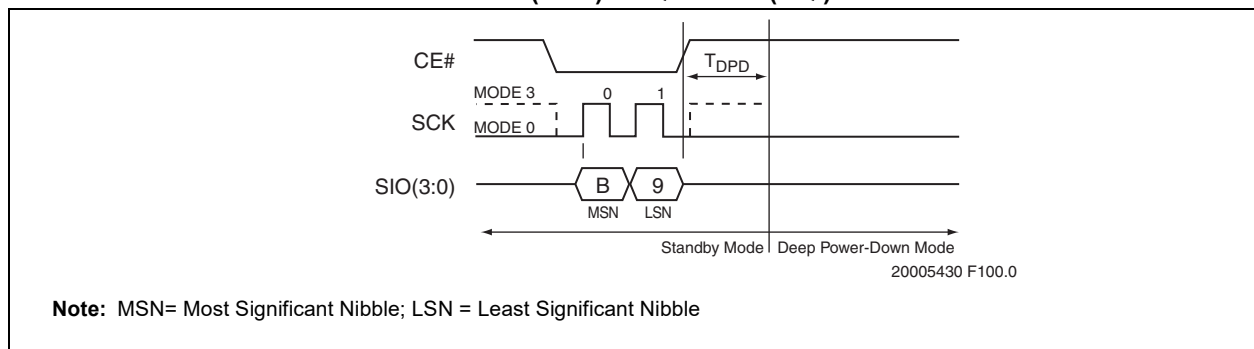 CE#
T_DPD
MODE 3
0 1
SCK
MODE 0
SIO(3:0)
B 9
MSN LSN
Standby Mode Deep Power-Down Mode
20005430 F100.0
Note: MSN= Most Significant Nibble; LSN = Least Significant Nibble